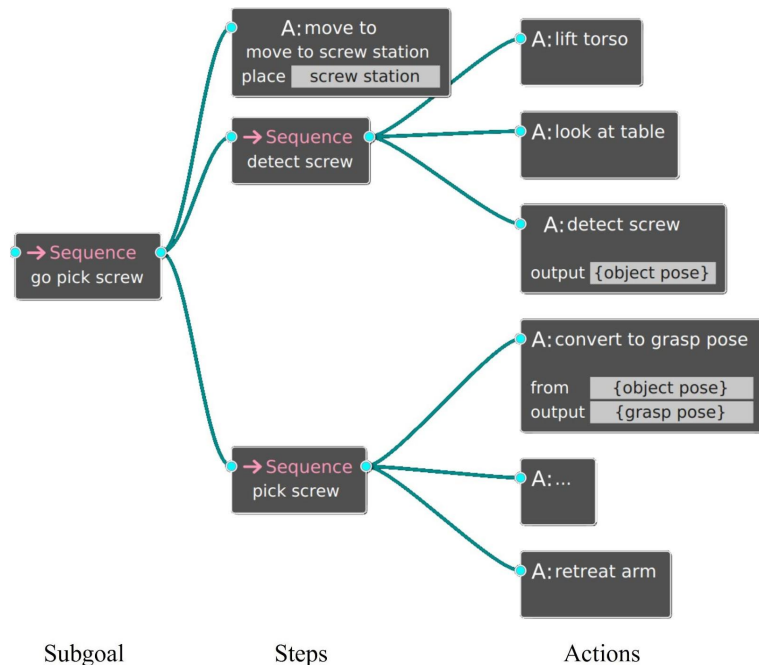 A: move to
move to screw station
place screw station
→ Sequence
detect screw
A: lift torso
A: look at table
A: detect screw
output {object pose}
→ Sequence
go pick screw
A: convert to grasp pose
from {object pose}
output {grasp pose}
→ Sequence
pick screw
A: ...
A: retreat arm
Subgoal Steps Actions